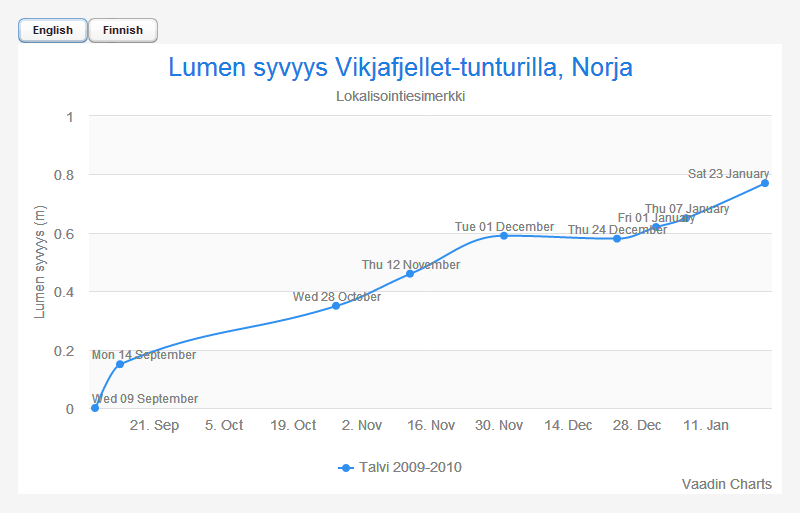 English Finnish
Lumen syvyys Vikjafjellet-tunturilla, Norja
Lokalisointiesimerkki
Lumen syvyys (m)
1
0.8
0.6
0.4
0.2
0
Sat 23 January
Thu 07 January
Fri 01 January
Tue 01 December
Thu 24 December
Thu 12 November
Wed 28 October
Mon 14 September
Wed 09 September
21. Sep 5. Oct 19. Oct 2. Nov 16. Nov 30. Nov 14. Dec 28. Dec 11. Jan
Talvi 2009-2010
Vaadin Charts